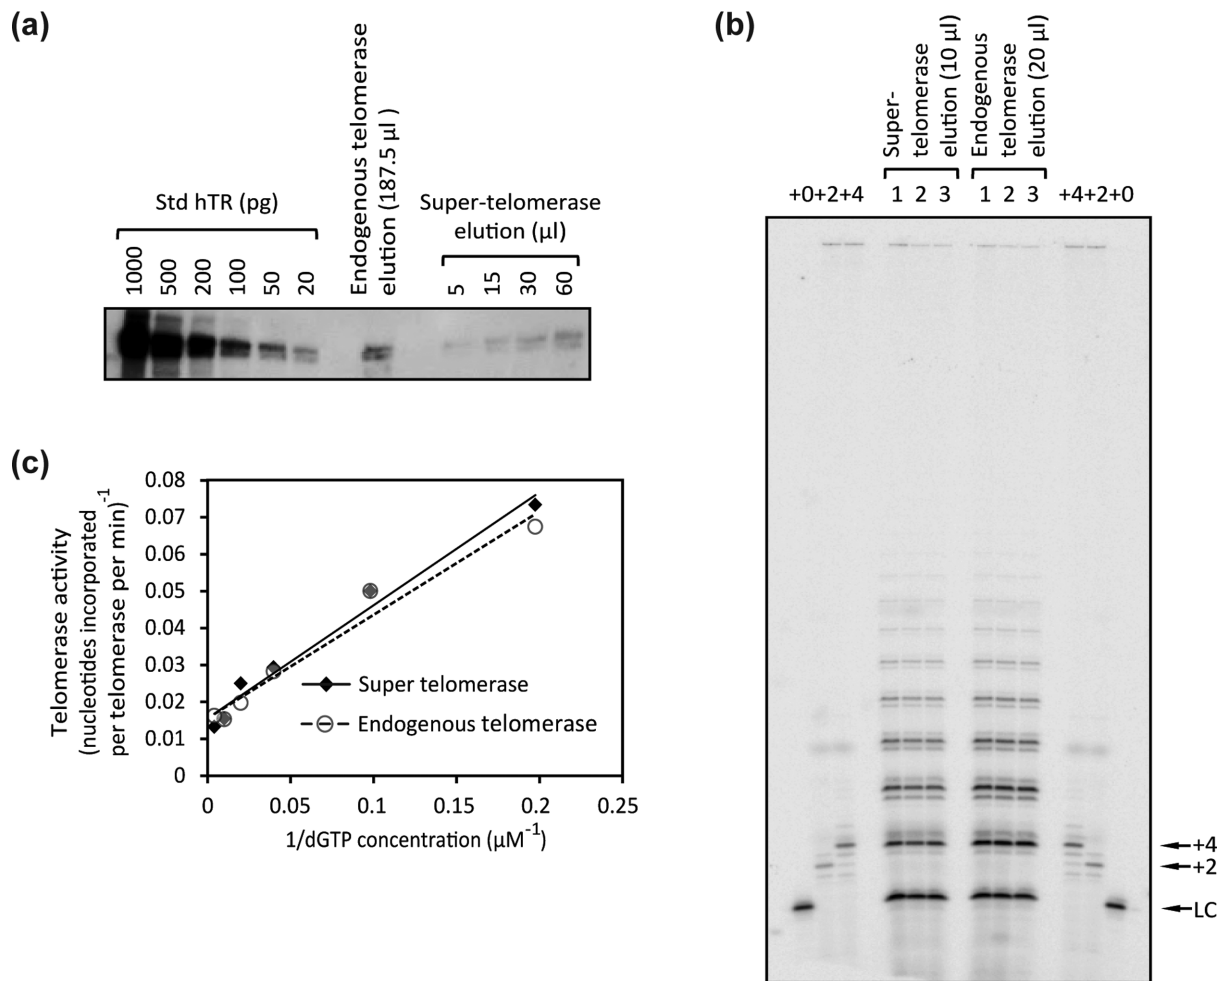 (a)
Std hTR (pg)
1000
500
200
100
50
20
Endogenous telomerase
elution (187.5 µl )
Super-telomerase
elution (µl)
5
15
30
60
(b)
Super-
telomerase
elution (10 µl)
Endogenous
telomerase
elution (20 µl)
+0+2+4
1 2 3
1 2 3
+4+2+0
+4
+2
LC
(c)
Telomerase activity
(nucleotides incorporated
per telomerase per min)⁻¹
0.08
0.07
0.06
0.05
0.04
0.03
0.02
0.01
0
Super telomerase
Endogenous telomerase
0 0.05 0.1 0.15 0.2 0.25
1/dGTP concentration (µM⁻¹)